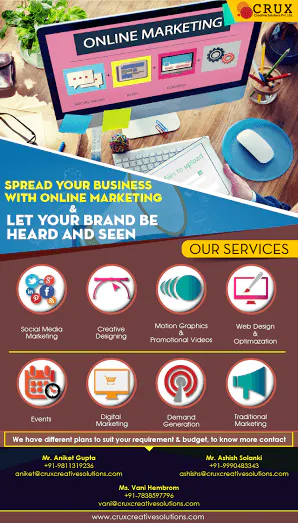 CRUX
Creative Solutions Pvt. Ltd.
ONLINE MARKETING
SPREAD YOUR BUSINESS
WITH ONLINE MARKETING
&
LET YOUR BRAND BE
HEARD AND SEEN
OUR SERVICES
Social Media
Marketing
Creative
Designing
Motion Graphics
&
Promotional Videos
Web Design
&
Optimazation
Events
Digital
Marketing
Demand
Generation
Traditional
Marketing
We have different plans to suit your requirement & budget, to know more contact
Mr. Aniket Gupta
+91-9811319236
aniket@cruxcreativesolutions.com
Mr. Ashish Solanki
+91-9990483343
ashishs@cruxcreativesolutions.com
Ms. Vani Hembrom
+91-7838597796
vani@cruxcreativesolutions.com
www.cruxcreativesolutions.com